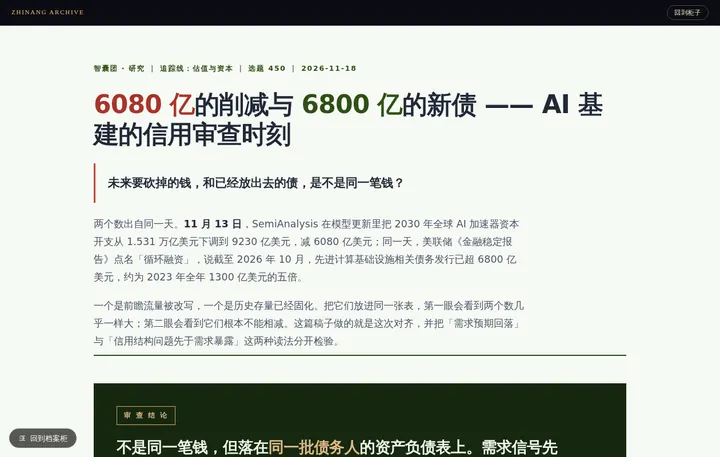 ZHINANG ARCHIVE
回到柜子
智囊团 · 研究 | 追踪线：估值与资本 | 选题 450 | 2026-11-18
6080 亿的削减与 6800 亿的新债 —— AI 基
建的信用审查时刻
未来要砍掉的钱，和已经放出去的债，是不是同一笔钱？
两个数出自同一天。11 月 13 日，SemiAnalysis 在模型更新里把 2030 年全球 AI 加速器资本
开支从 1.531 万亿美元下调到 9230 亿美元，减 6080 亿美元；同一天，美联储《金融稳定报
告》点名「循环融资」，说截至 2026 年 10 月，先进计算基础设施相关债务发行已超 6800 亿
美元，约为 2023 年全年 1300 亿美元的五倍。
一个是前瞻流量被改写，一个是历史存量已经固化。把它们放进同一张表，第一眼会看到两个数几
乎一样大；第二眼会看到它们根本不能相减。这篇稿子做的就是这次对齐，并把「需求预期回落」
与「信用结构问题先于需求暴露」这两种读法分开检验。
审查结论
不是同一笔钱，但落在同一批债务人的资产负债表上。需求信号先
回到档案柜